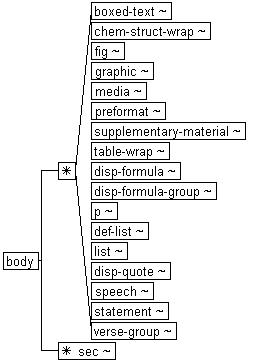 boxed-text ~
chem-struct-wrap ~
fig ~
graphic ~
media ~
preformat ~
supplementary-material ~
table-wrap ~
disp-formula ~
disp-formula-group ~
p ~
def-list ~
list ~
disp-quote ~
speech ~
statement ~
verse-group ~
body
* sec ~
*